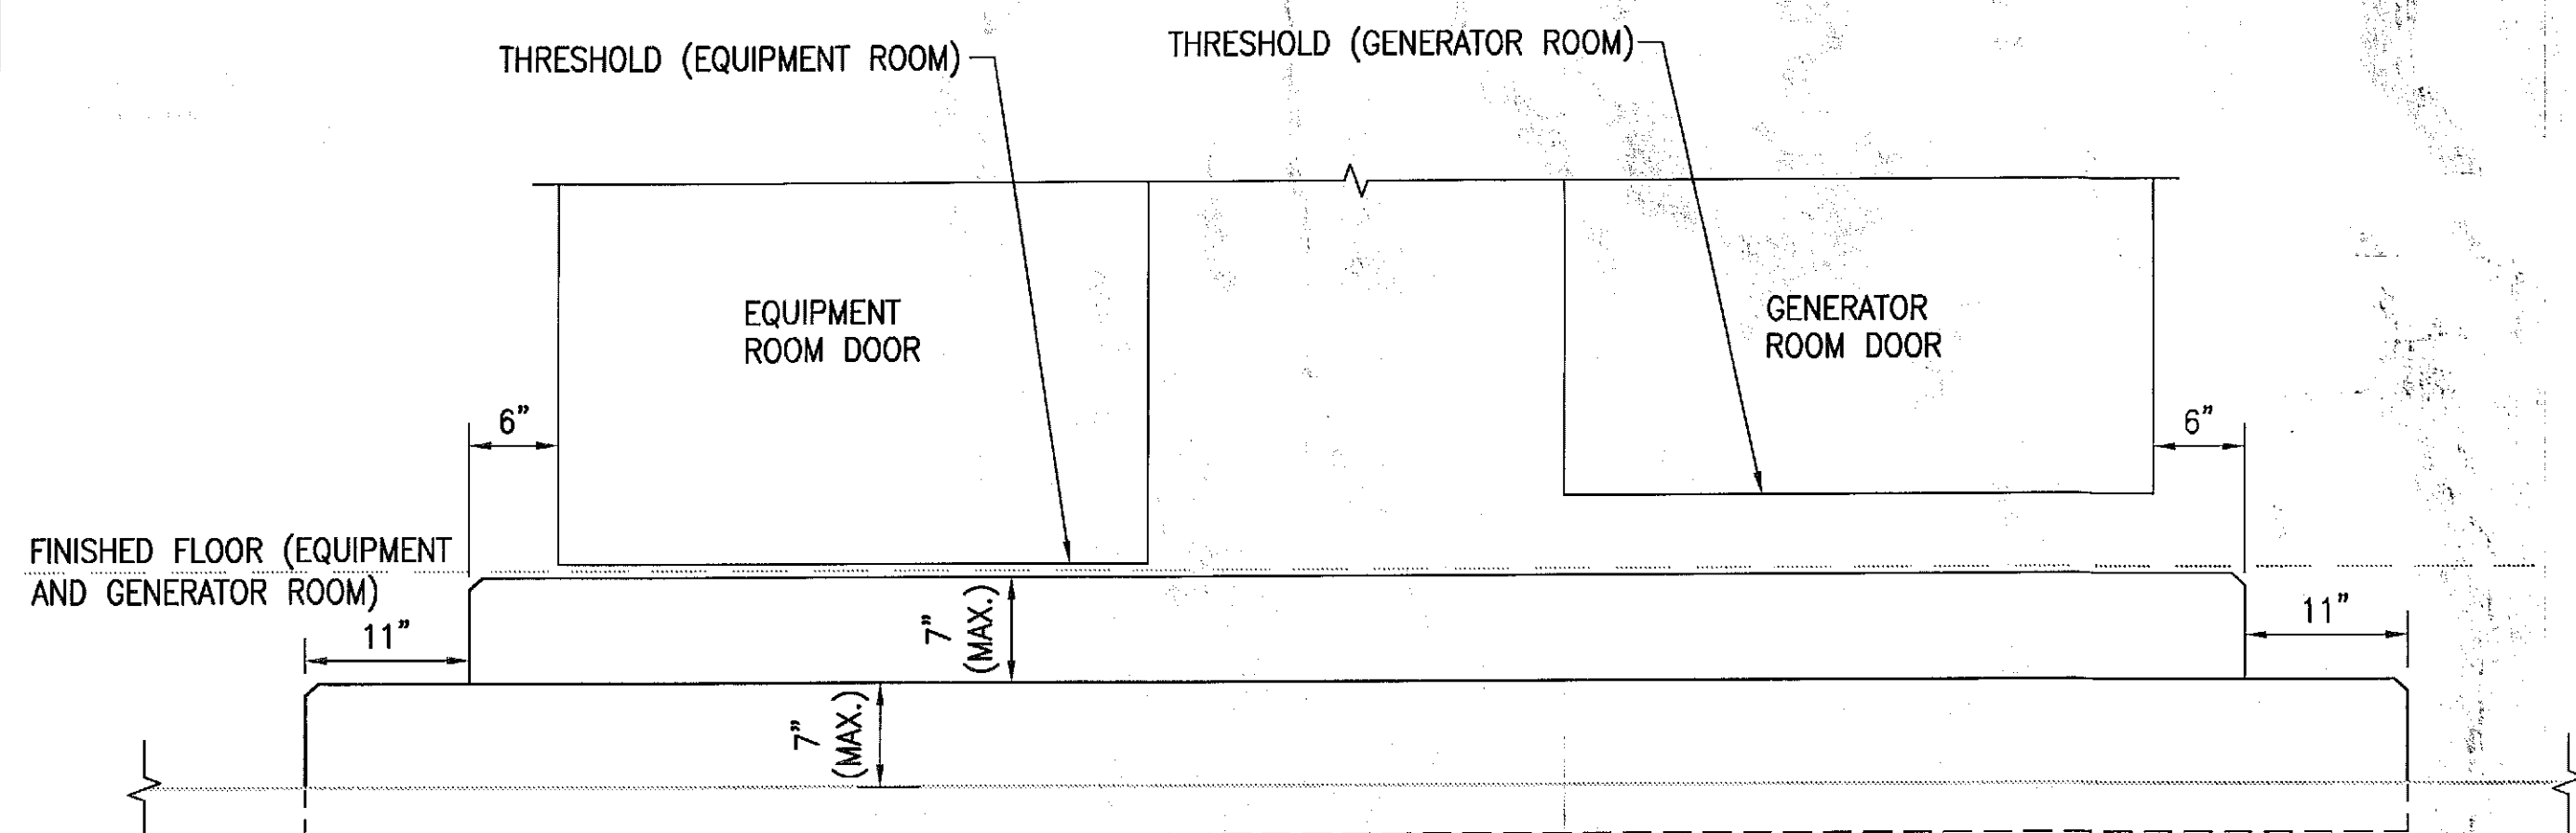 THRESHOLD (EQUIPMENT ROOM)
THRESHOLD (GENERATOR ROOM)
EQUIPMENT
ROOM DOOR
GENERATOR
ROOM DOOR
6”
6”
FINISHED FLOOR (EQUIPMENT
AND GENERATOR ROOM)
11”
7”
(MAX.)
11”
7”
(MAX.)